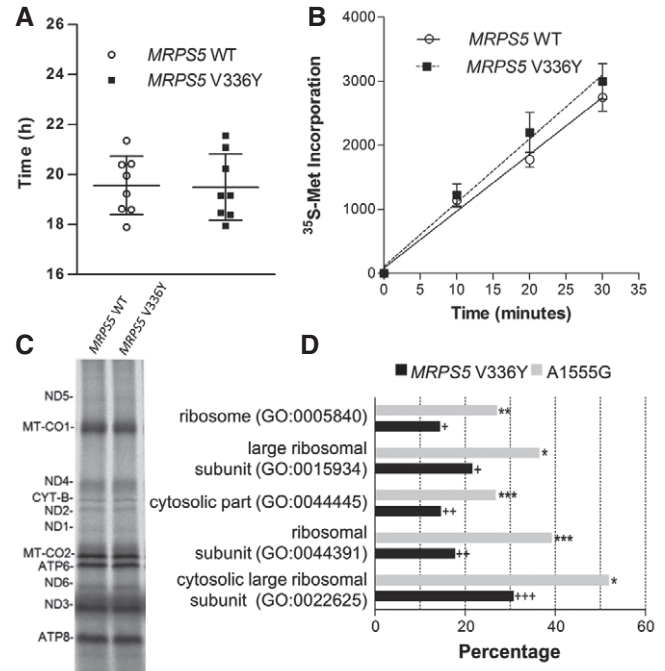 A
26
24
22
20
18
16
Time (h)
MRPS5 WT
MRPS5 V336Y
B
4000
3000
2000
1000
0
35S-Met Incorporation
MRPS5 WT
MRPS5 V336Y
0 5 10 15 20 25 30 35
Time (minutes)
C
MRPS5 WT
MRPS5 V336Y
ND5-
MT-CO1-
ND4-
CYT-B-
ND2-
ND1-
MT-CO2-
ATP6-
ND6-
ND3-
ATP8-
D
MRPS5 V336Y A1555G
ribosome (GO:0005840)
large ribosomal
subunit (GO:0015934)
cytosolic part (GO:0044445)
ribosomal
subunit (GO:0044391)
cytosolic large ribosomal
subunit (GO:0022625)
**
+
*
+
***
++
***
++
*
+++
0 20 40 60
Percentage